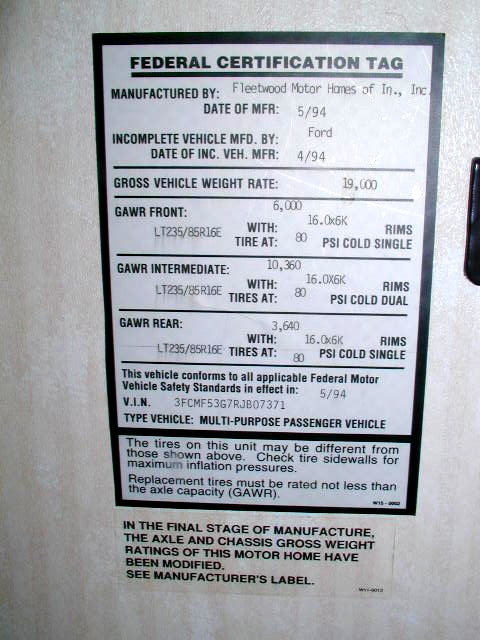 FEDERAL CERTIFICATION TAG
MANUFACTURED BY: Fleetwood Motor Homes of In., Inc.
DATE OF MFR: 5/94
INCOMPLETE VEHICLE MFD. BY: Ford
DATE OF INC. VEH. MFR: 4/94
GROSS VEHICLE WEIGHT RATE: 19,000
GAWR FRONT: 6,000
LT235/85R16E WITH: 16.0x6K RIMS
TIRE AT: 80 PSI COLD SINGLE
GAWR INTERMEDIATE: 10,360
LT235/85R16E WITH: 16.0X6K RIMS
TIRES AT: 80 PSI COLD DUAL
GAWR REAR: 3,640
WITH: 16.0x6K RIMS
LT235/85R16E TIRES AT: 80 PSI COLD SINGLE
This vehicle conforms to all applicable Federal Motor
Vehicle Safety Standards in effect in: 5/94
V.I.N. 3FCMF53G7RJB07371
TYPE VEHICLE: MULTI-PURPOSE PASSENGER VEHICLE
The tires on this unit may be different from
those shown above. Check tire sidewalls for
maximum inflation pressures.
Replacement tires must be rated not less than
the axle capacity (GAWR).
W15-0002
IN THE FINAL STAGE OF MANUFACTURE,
THE AXLE AND CHASSIS GROSS WEIGHT
RATINGS OF THIS MOTOR HOME HAVE
BEEN MODIFIED.
SEE MANUFACTURER'S LABEL.
W11-0013